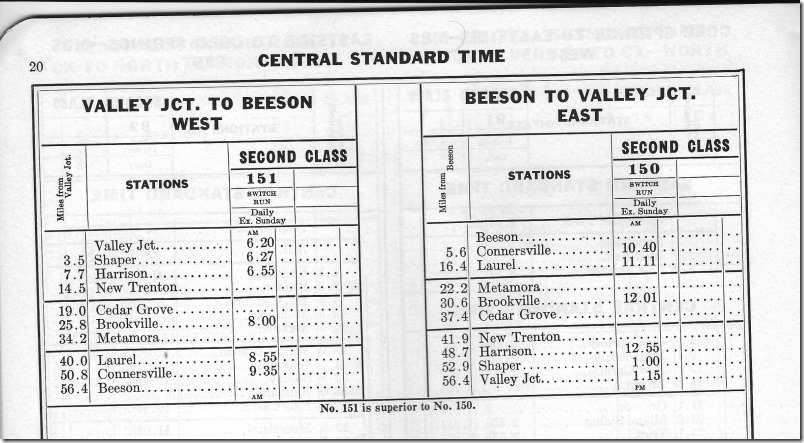 20
CENTRAL STANDARD TIME
VALLEY JCT. TO BEESON
WEST
Miles from
Valley Jct.
STATIONS
SECOND CLASS
151
SWITCH
RUN
Daily
Ex. Sunday
AM
Valley Jct. 6.20
3.5 Shaper 6.27
7.7 Harrison 6.55
14.5 New Trenton
19.0 Cedar Grove
25.8 Brookville 8.00
34.2 Metamora
40.0 Laurel 8.55
50.8 Connersville 9.35
56.4 Beeson
AM
BEESON TO VALLEY JCT.
EAST
Miles from
Beeson
STATIONS
SECOND CLASS
150
SWITCH
RUN
Daily
Ex. Sunday
AM
Beeson
5.6 Connersville 10.40
16.4 Laurel 11.11
22.2 Metamora
30.6 Brookville 12.01
37.4 Cedar Grove
41.9 New Trenton
48.7 Harrison 12.55
52.9 Shaper 1.00
56.4 Valley Jct. 1.15
PM
No. 151 is superior to No. 150.